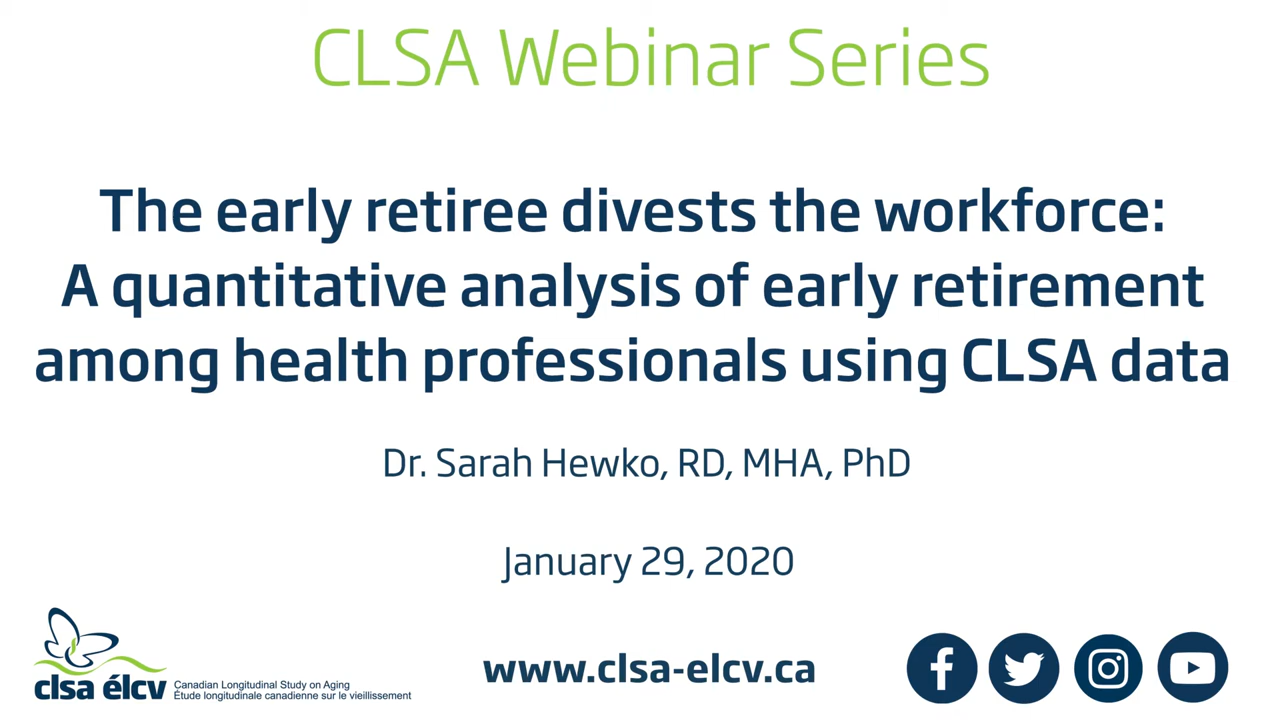 CLSA Webinar Series
The early retiree divests the workforce:
A quantitative analysis of early retirement
among health professionals using CLSA data
Dr. Sarah Hewko, RD, MHA, PhD
January 29, 2020
clsa élcv
Canadian Longitudinal Study on Aging
Étude longitudinale canadienne sur le vieillissement
www.clsa-elcv.ca